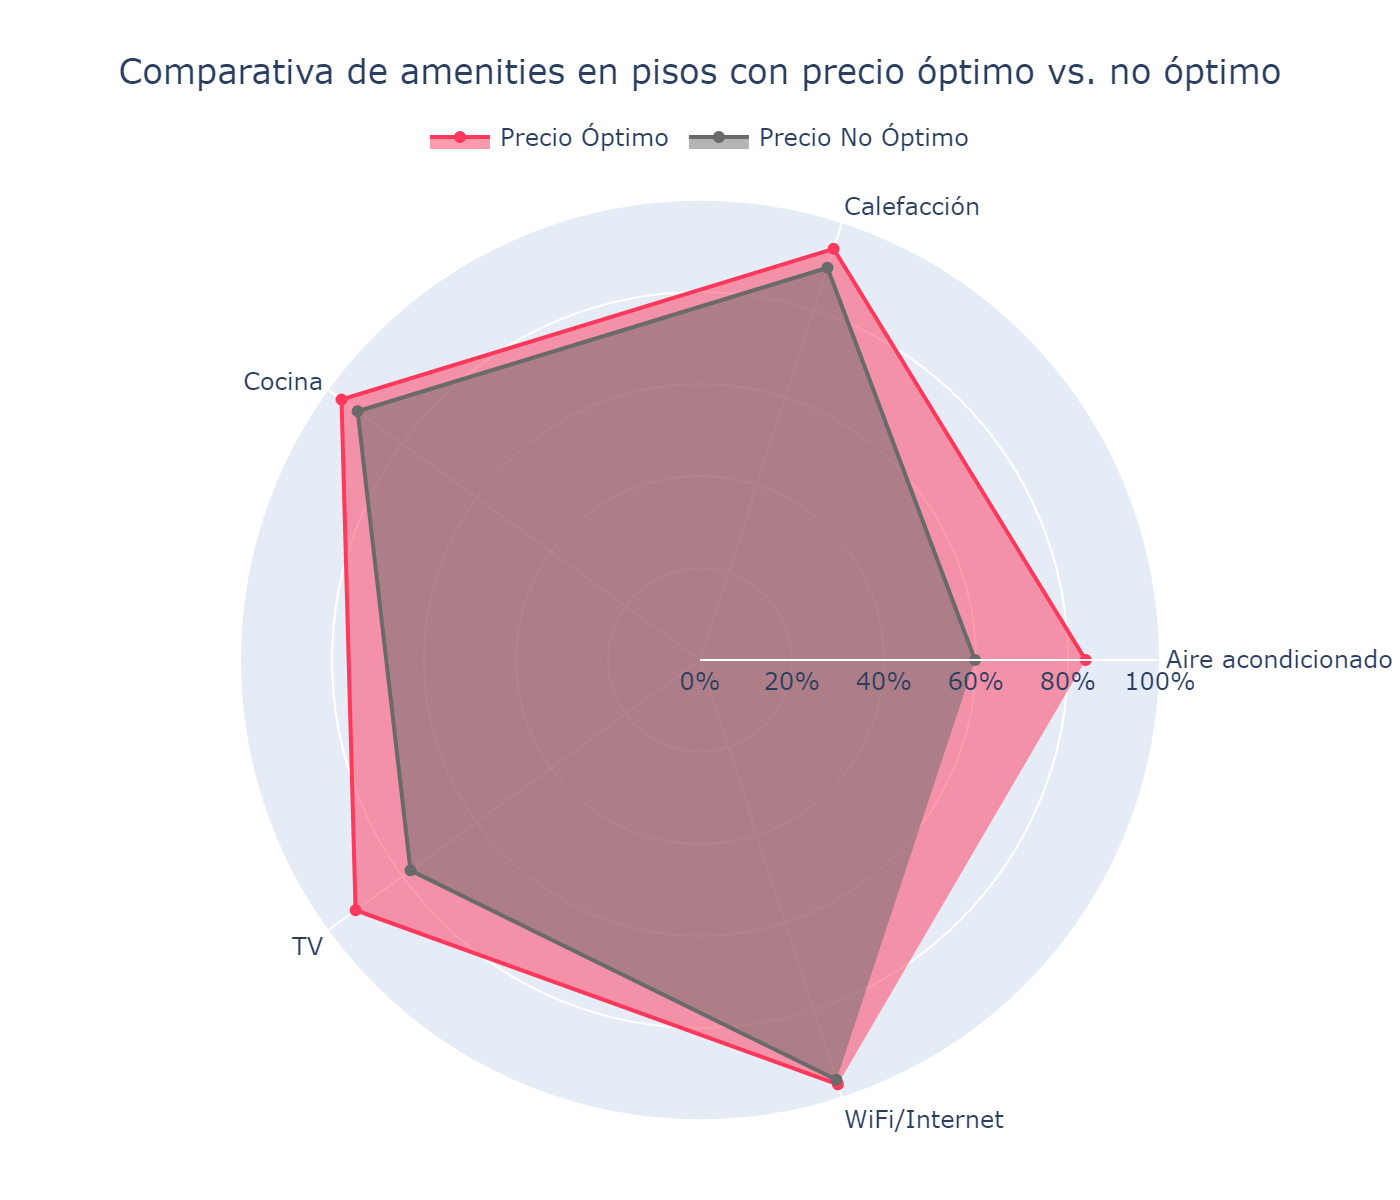 Comparativa de amenities en pisos con precio óptimo vs. no óptimo
Precio Óptimo
Precio No Óptimo
Calefacción
Cocina
Aire acondicionado
0%
20%
40%
60%
80%
100%
TV
WiFi/Internet